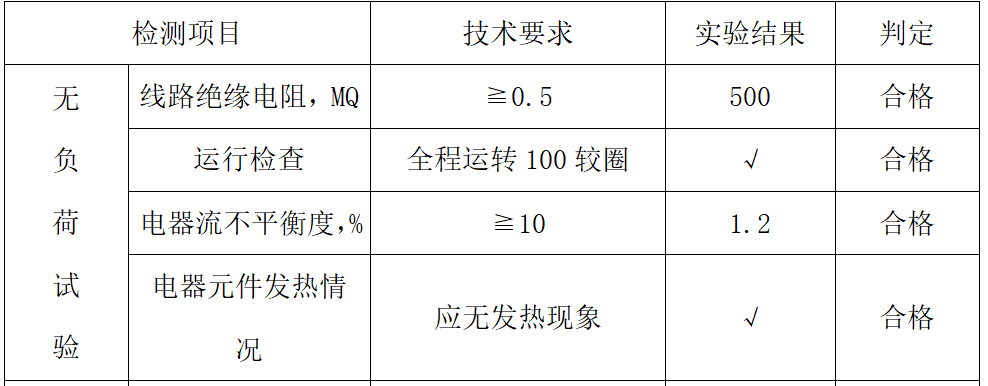 检测项目 技术要求 实验结果 判定
无负荷试验
线路绝缘电阻，MQ ≧0.5 500 合格
运行检查 全程运转100较圈 √ 合格
电器流不平衡度,% ≧10 1.2 合格
电器元件发热情
况 应无发热现象 √ 合格